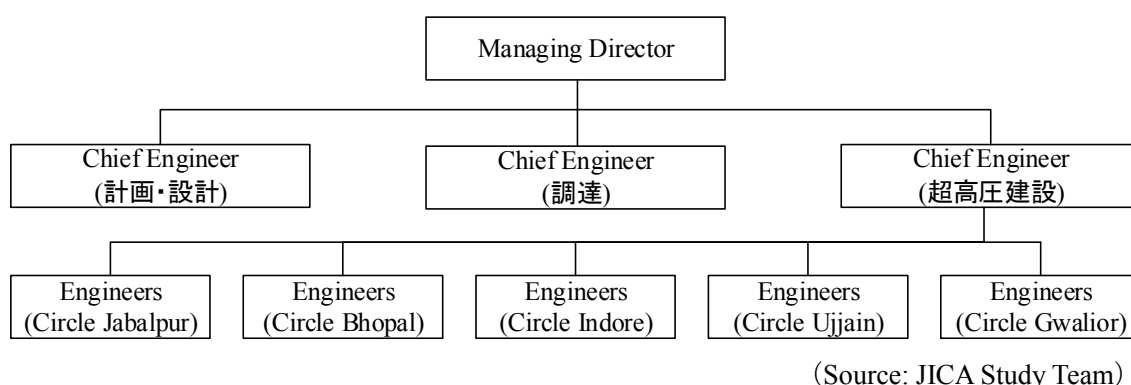 Managing Director
Chief Engineer
(計画・設計)
Chief Engineer
(調達)
Chief Engineer
(超高圧建設)
Engineers
(Circle Jabalpur)
Engineers
(Circle Bhopal)
Engineers
(Circle Indore)
Engineers
(Circle Ujjain)
Engineers
(Circle Gwalior)
（Source: JICA Study Team）